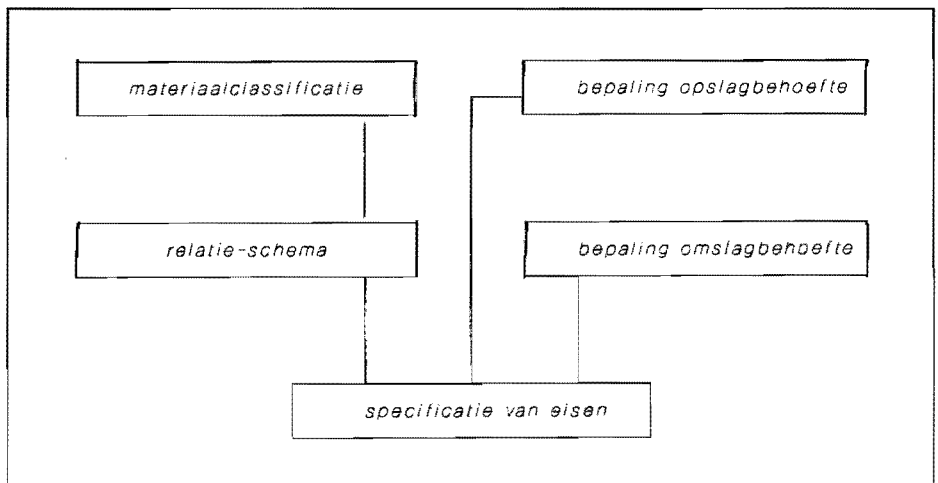 materiaalclassificatie
bepaling opslagbehoefte
relatie-schema
bepaling omslagbehoefte
specificatie van eisen